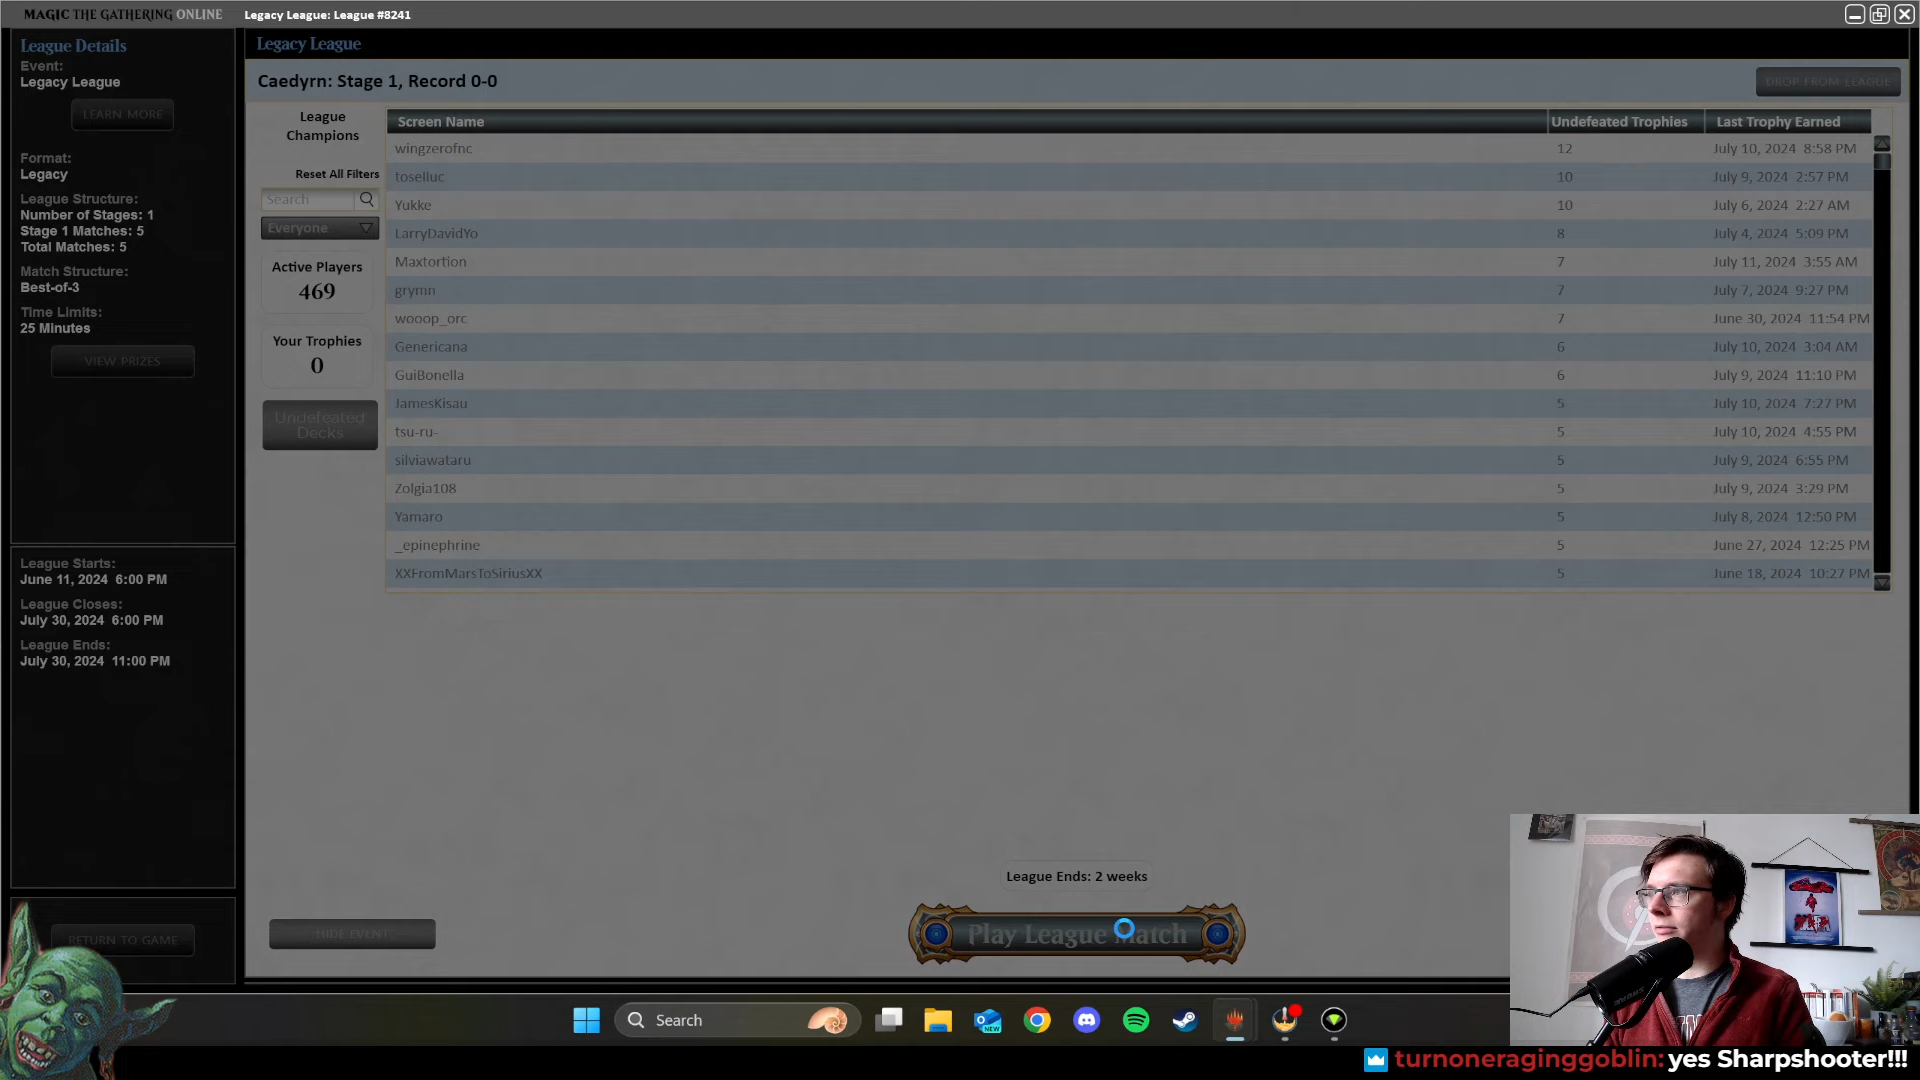 MAGIC THE GATHERING ONLINE
Legacy League: League #8241
League Details
Event:
Legacy League
LEARN MORE
Format:
Legacy
League Structure:
Number of Stages: 1
Stage 1 Matches: 5
Total Matches: 5
Match Structure:
Best-of-3
Time Limits:
25 Minutes
VIEW PRIZES
League Starts:
June 11, 2024 6:00 PM
League Closes:
July 30, 2024 6:00 PM
League Ends:
July 30, 2024 11:00 PM
RETURN TO GAME
Legacy League
Caedyrn: Stage 1, Record 0-0
DROP FROM LEAGUE
League
Champions
Reset All Filters
Search
Everyone
Active Players
469
Your Trophies
0
Undefeated
Decks
Screen Name Undefeated Trophies Last Trophy Earned
wingzerofnc 12 July 10, 2024 8:58 PM
toselluc 10 July 9, 2024 2:57 PM
Yukke 10 July 6, 2024 2:27 AM
LarryDavidYo 8 July 4, 2024 5:09 PM
Maxtortion 7 July 11, 2024 3:55 AM
grymn 7 July 7, 2024 9:27 PM
wooop_orc 7 June 30, 2024 11:54 PM
Genericana 6 July 10, 2024 3:04 AM
GuiBonella 6 July 9, 2024 11:10 PM
JamesKisau 5 July 10, 2024 7:27 PM
tsu-ru- 5 July 10, 2024 4:55 PM
silviawataru 5 July 9, 2024 6:55 PM
Zolgia108 5 July 9, 2024 3:29 PM
Yamaro 5 July 8, 2024 12:50 PM
_epinephrine 5 June 27, 2024 12:25 PM
XXFromMarsToSiriusXX 5 June 18, 2024 10:27 PM
League Ends: 2 weeks
HIDE EVENT
Play League Match
Search
NEW
turnoneraginggoblin: yes Sharpshooter!!!